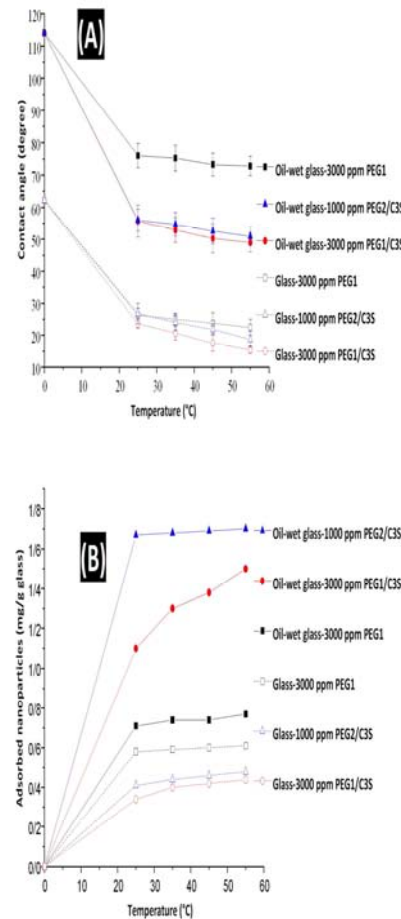 (A)
120
110
100
90
80
70
60
50
40
30
20
10
Contact angle (degree)
Oil-wet glass-3000 ppm PEG1
Oil-wet glass-1000 ppm PEG2/C3S
Oil-wet glass-3000 ppm PEG1/C3S
Glass-3000 ppm PEG1
Glass-1000 ppm PEG2/C3S
Glass-3000 ppm PEG1/C3S
0 10 20 30 40 50 60
Temperature (°C)
(B)
1/8
1/6
1/4
1/2
1/0
0/8
0/6
0/4
0/2
0/0
Adsorbed nanoparticles (mg/g glass)
Oil-wet glass-1000 ppm PEG2/C3S
Oil-wet glass-3000 ppm PEG1/C3S
Oil-wet glass-3000 ppm PEG1
Glass-3000 ppm PEG1
Glass-1000 ppm PEG2/C3S
Glass-3000 ppm PEG1/C3S
0 10 20 30 40 50 60
Temperature (°C)